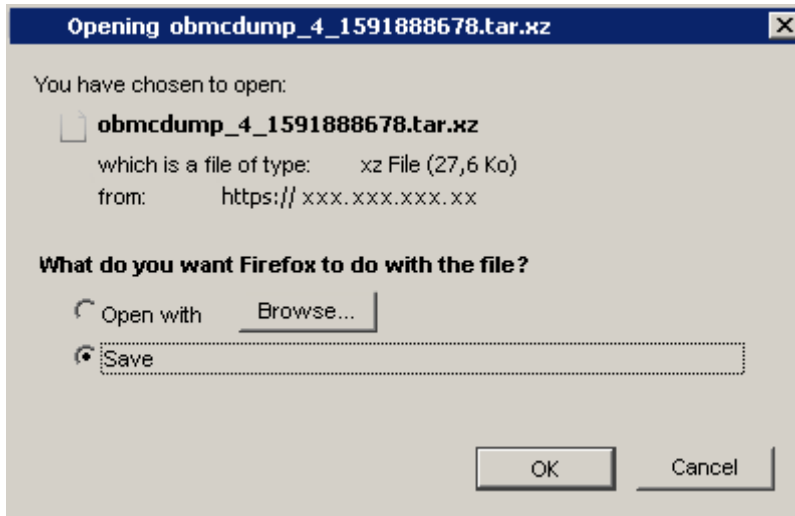 Opening obmcdump_4_1591888678.tar.xz
You have chosen to open:
obmcdump_4_1591888678.tar.xz
which is a file of type: xz File (27,6 Ko)
from: https:// xxx.xxx.xxx.xx
What do you want Firefox to do with the file?
Open with Browse...
Save
OK Cancel